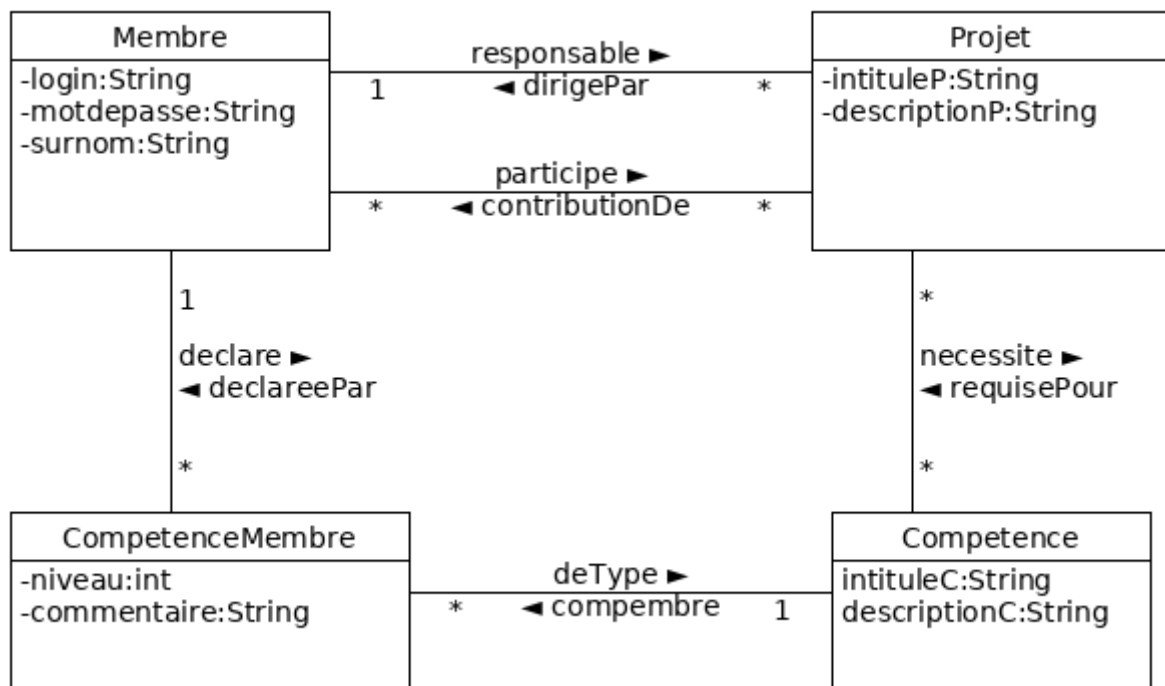 Membre
-login:String
-motdepasse:String
-surnom:String
responsable ►
1 ◄ dirigePar *
participe ►
* ◄ contributionDe *
Projet
-intituleP:String
-descriptionP:String
1
declare ►
◄ declareePar
*
*
necessite ►
◄ requisePour
*
CompetenceMembre
-niveau:int
-commentaire:String
deType ►
* ◄ compembre 1
Competence
intituleC:String
descriptionC:String